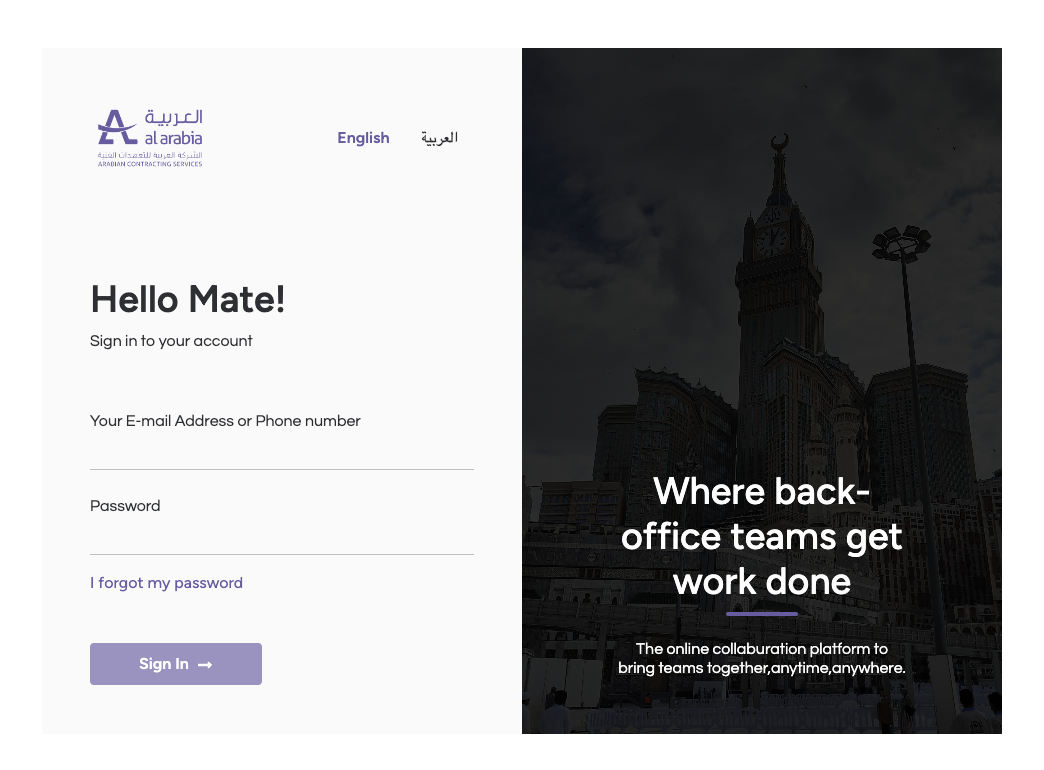 العربية
al arabia
الشركة العربية للتعهدات الفنية
ARABIAN CONTRACTING SERVICES
English
العربية
Hello Mate!
Sign in to your account
Your E-mail Address or Phone number
Password
I forgot my password
Sign In →
Where back-
office teams get
work done
The online collaburation platform to
bring teams together,anytime,anywhere.